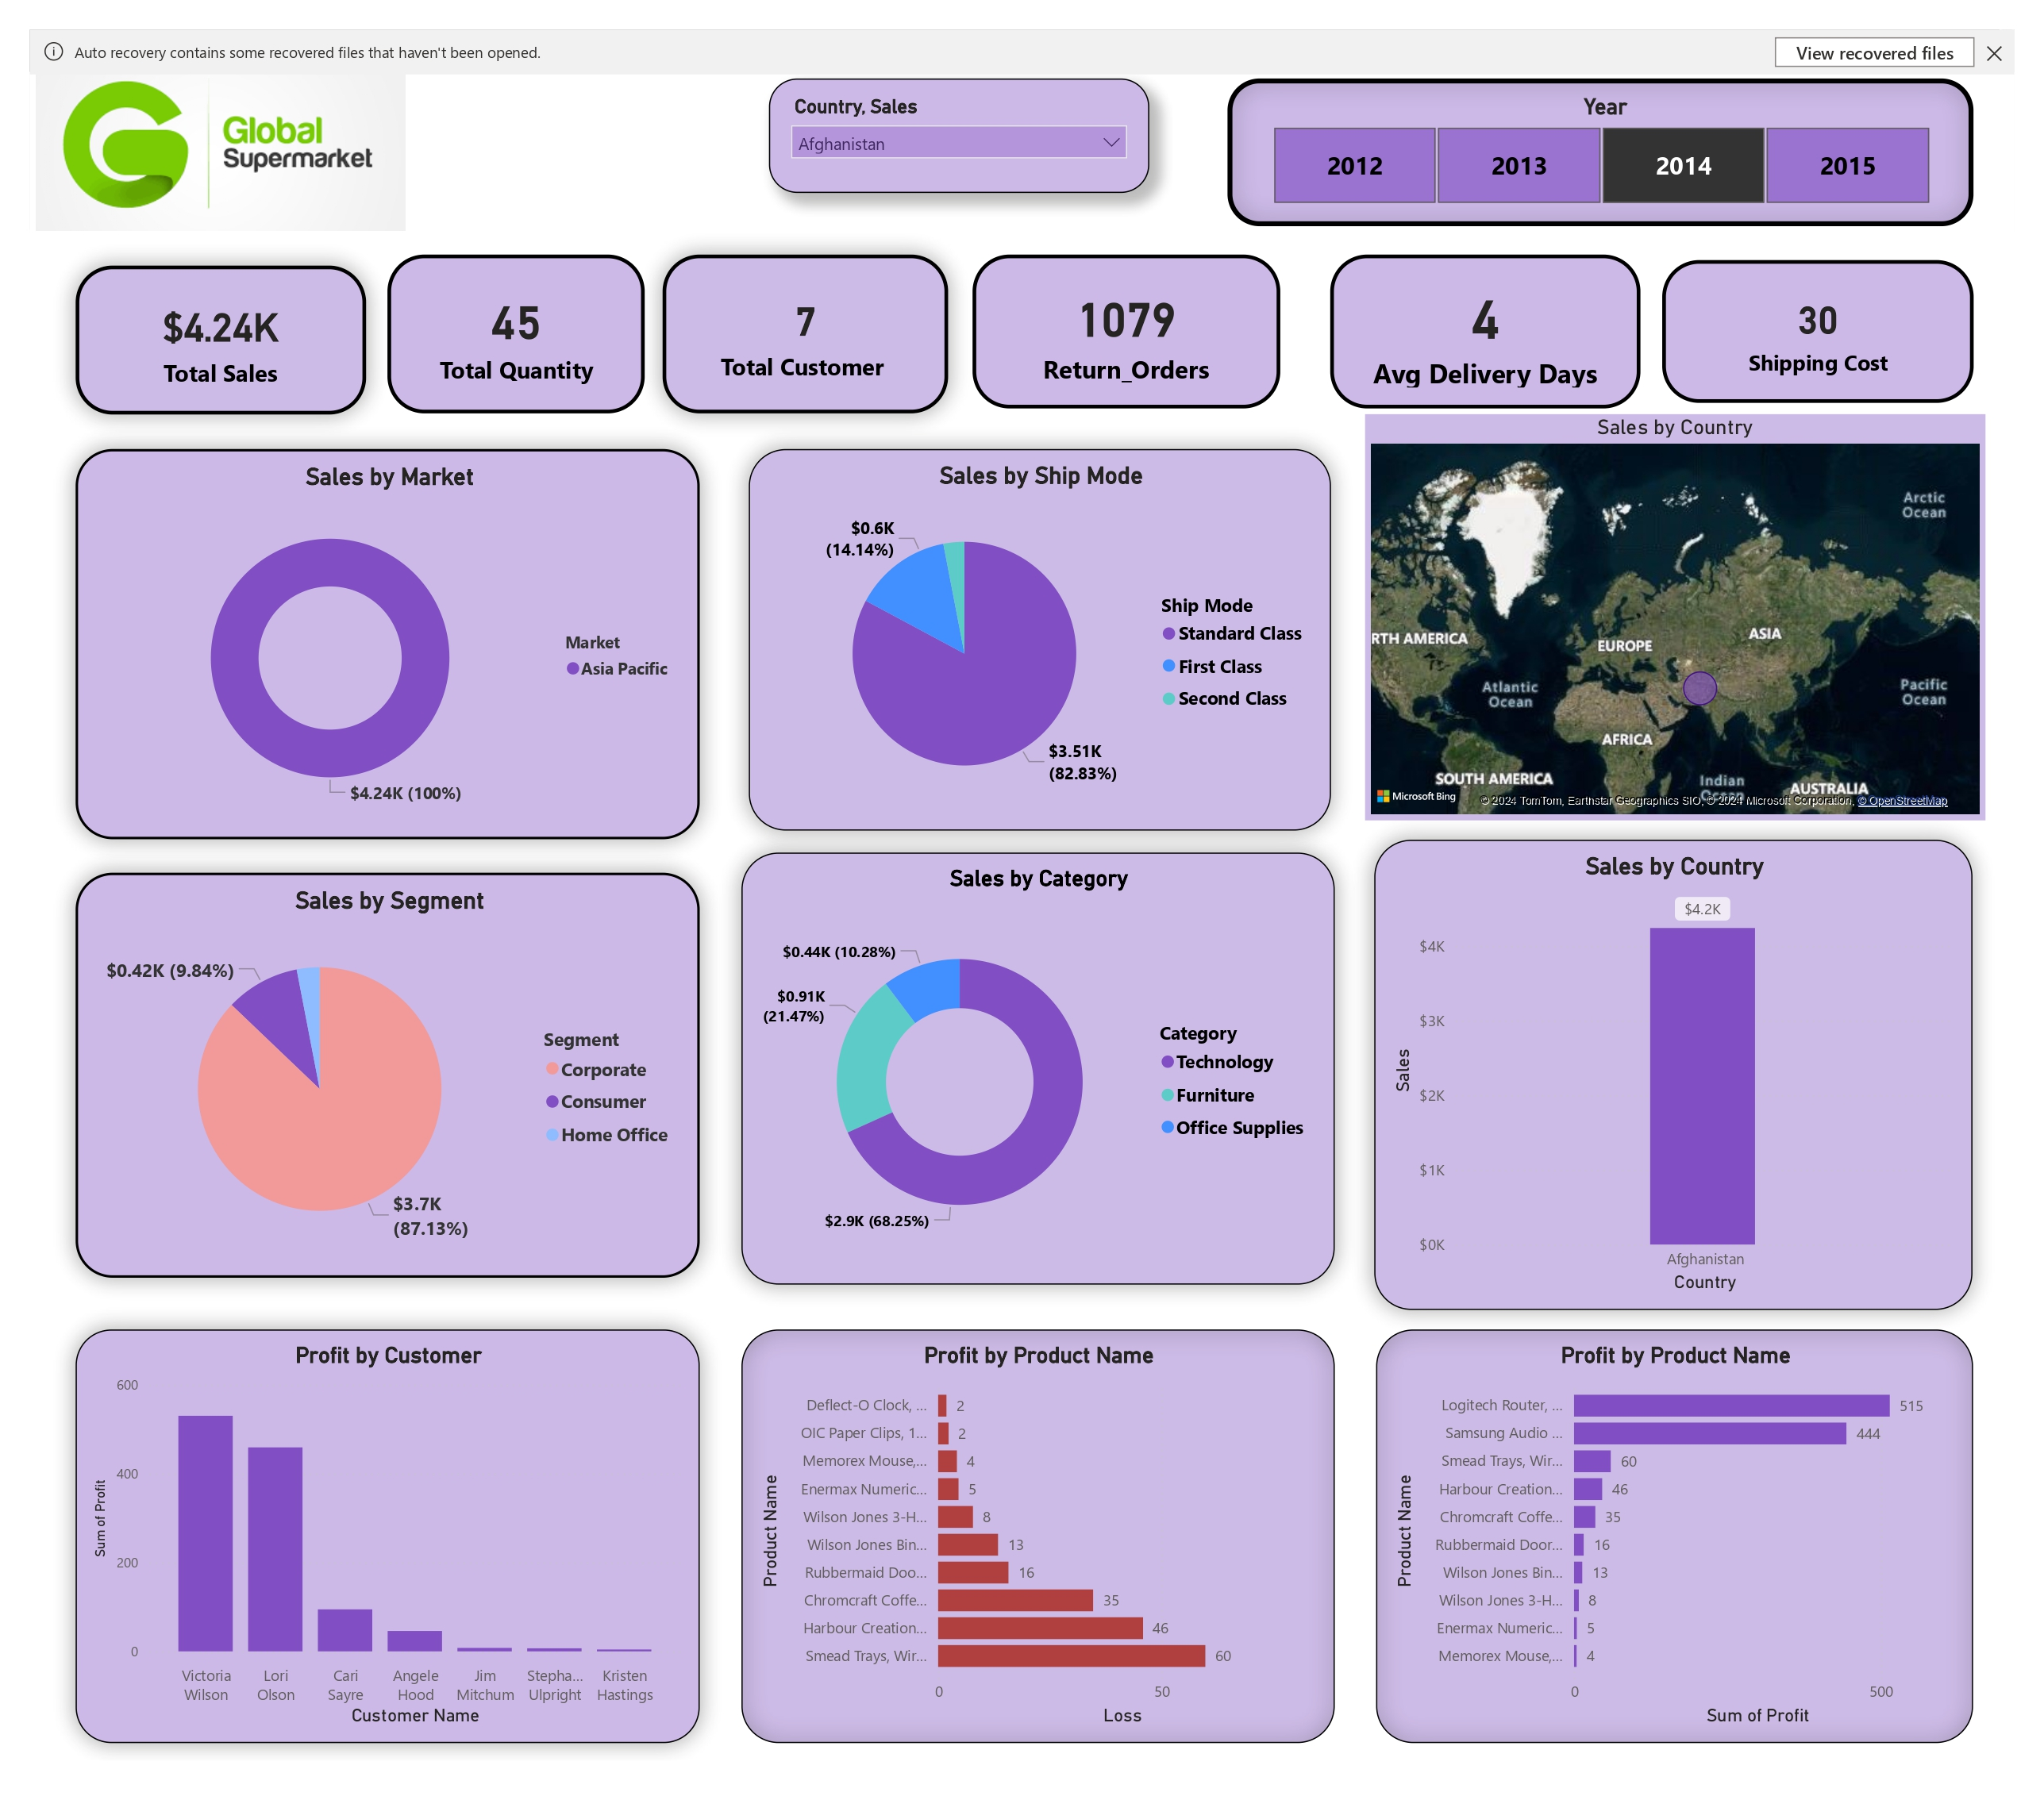 Auto recovery contains some recovered files that haven't been opened.
View recovered files
Global
Supermarket
Country, Sales
Afghanistan
Year
2012
2013
2014
2015
$4.24K
Total Sales
45
Total Quantity
7
Total Customer
1079
Return_Orders
4
Avg Delivery Days
30
Shipping Cost
Sales by Market
Market
Asia Pacific
$4.24K (100%)
Sales by Ship Mode
$0.6K
(14.14%)
Ship Mode
Standard Class
First Class
Second Class
$3.51K
(82.83%)
Sales by Country
Arctic
Ocean
RTH AMERICA
EUROPE
ASIA
Atlantic
Ocean
Pacific
Ocean
AFRICA
SOUTH AMERICA
Indian
Ocean
AUSTRALIA
Microsoft Bing
© 2024 TomTom, Earthstar Geographics SIO, © 2024 Microsoft Corporation, © OpenStreetMap
Sales by Segment
$0.42K (9.84%)
Segment
Corporate
Consumer
Home Office
$3.7K
(87.13%)
Sales by Category
$0.44K (10.28%)
$0.91K
(21.47%)
Category
Technology
Furniture
Office Supplies
$2.9K (68.25%)
Sales by Country
$4.2K
$4K
$3K
$2K
$1K
$0K
Sales
Afghanistan
Country
Profit by Customer
600
400
200
0
Sum of Profit
Victoria
Wilson
Lori
Olson
Cari
Sayre
Angele
Hood
Jim
Mitchum
Stepha...
Ulpright
Kristen
Hastings
Customer Name
Profit by Product Name
Product Name
Deflect-O Clock, ... 2
OIC Paper Clips, 1... 2
Memorex Mouse,... 4
Enermax Numeric... 5
Wilson Jones 3-H... 8
Wilson Jones Bin... 13
Rubbermaid Doo... 16
Chromcraft Coffe... 35
Harbour Creation... 46
Smead Trays, Wir... 60
0 50
Loss
Profit by Product Name
Product Name
Logitech Router, ... 515
Samsung Audio ... 444
Smead Trays, Wir... 60
Harbour Creation... 46
Chromcraft Coffe... 35
Rubbermaid Door... 16
Wilson Jones Bin... 13
Wilson Jones 3-H... 8
Enermax Numeric... 5
Memorex Mouse,... 4
0 500
Sum of Profit